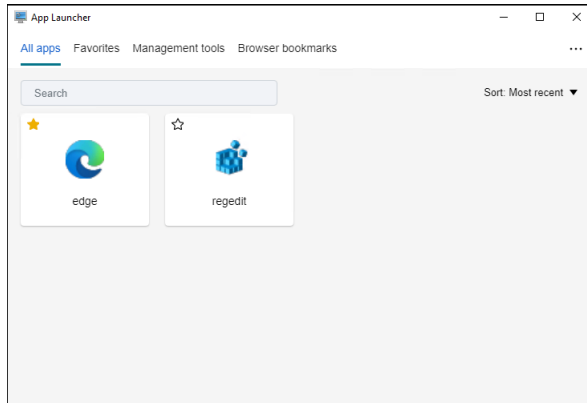 App Launcher
All apps Favorites Management tools Browser bookmarks
Search
Sort: Most recent
edge
regedit